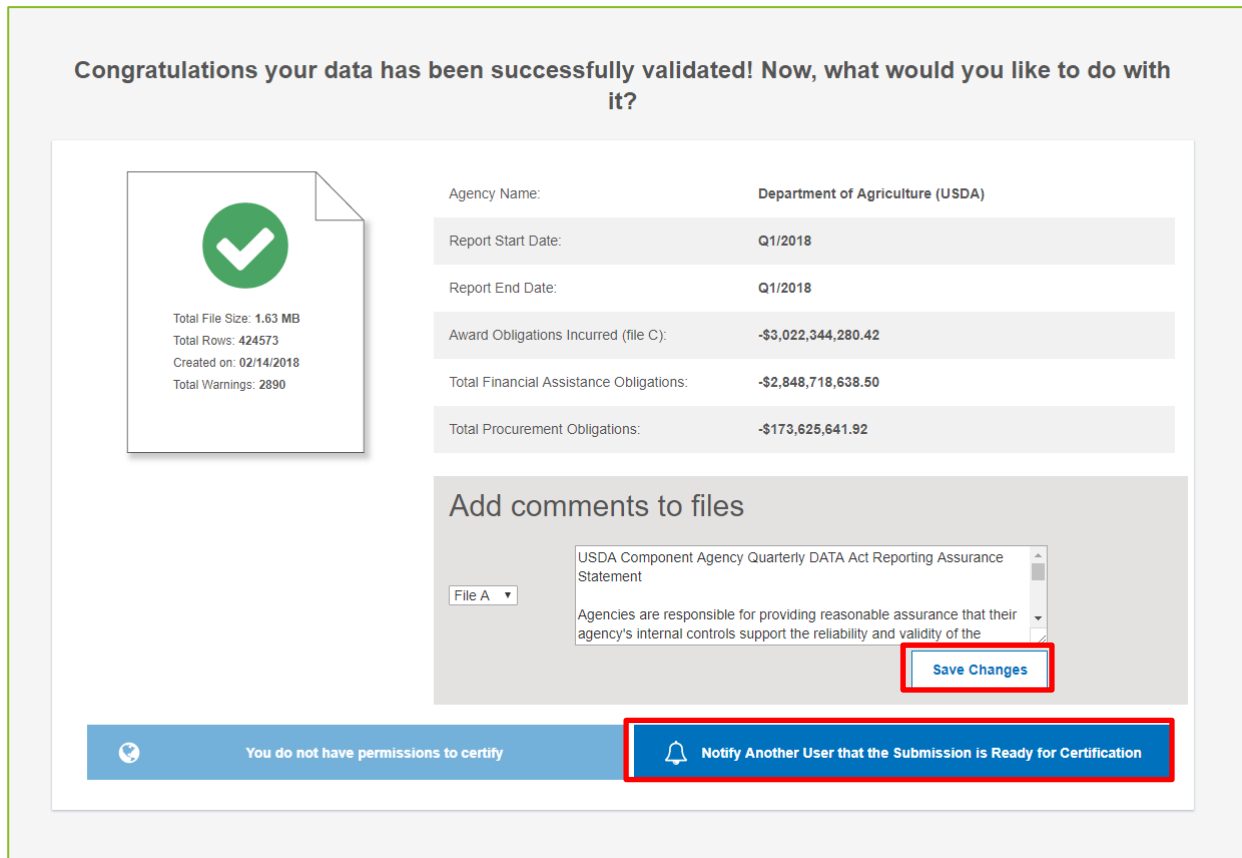 Congratulations your data has been successfully validated! Now, what would you like to do with
it?
Total File Size: 1.63 MB
Total Rows: 424573
Created on: 02/14/2018
Total Warnings: 2890
Agency Name: Department of Agriculture (USDA)
Report Start Date: Q1/2018
Report End Date: Q1/2018
Award Obligations Incurred (file C): -$3,022,344,280.42
Total Financial Assistance Obligations: -$2,848,718,638.50
Total Procurement Obligations: -$173,625,641.92
Add comments to files
File A
USDA Component Agency Quarterly DATA Act Reporting Assurance
Statement
Agencies are responsible for providing reasonable assurance that their
agency's internal controls support the reliability and validity of the
Save Changes
You do not have permissions to certify
Notify Another User that the Submission is Ready for Certification